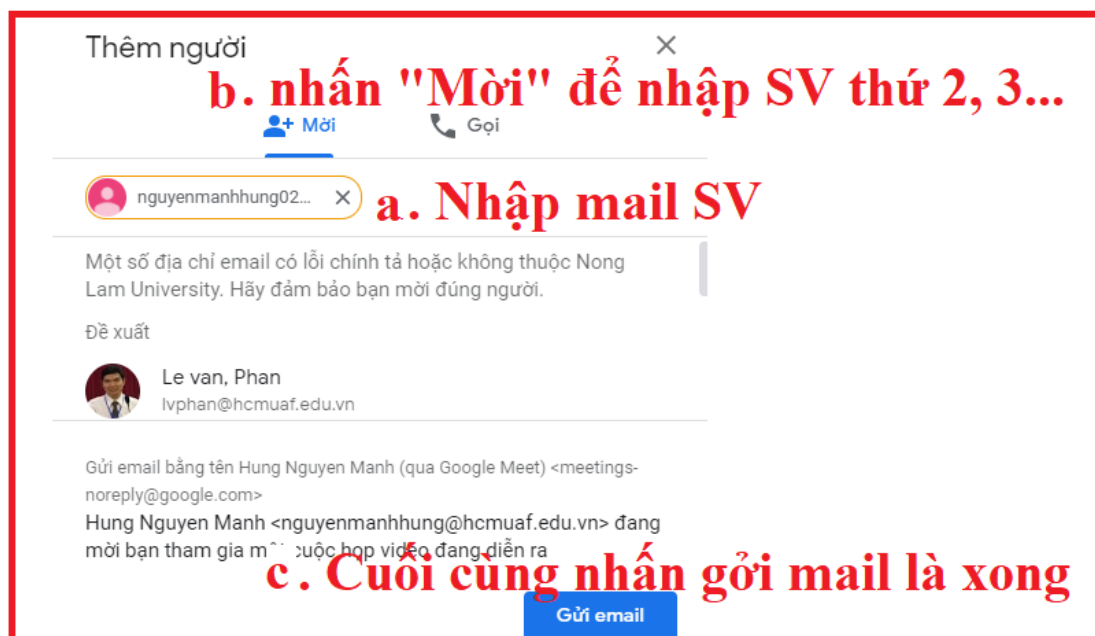 Thêm người
b. nhấn "Mời" để nhập SV thứ 2, 3...
Mời Gọi
nguyenmanhhung02...
a. Nhập mail SV
Một số địa chỉ email có lỗi chính tả hoặc không thuộc Nong
Lam University. Hãy đảm bảo bạn mời đúng người.
Đề xuất
Le van, Phan
lvphan@hcmuaf.edu.vn
Gửi email bằng tên Hung Nguyen Manh (qua Google Meet) <meetings-
noreply@google.com>
Hung Nguyen Manh <nguyenmanhhung@hcmuaf.edu.vn> đang
mời bạn tham gia cuộc họp video đang diễn ra
c. Cuối cùng nhấn gởi mail là xong
Gửi email